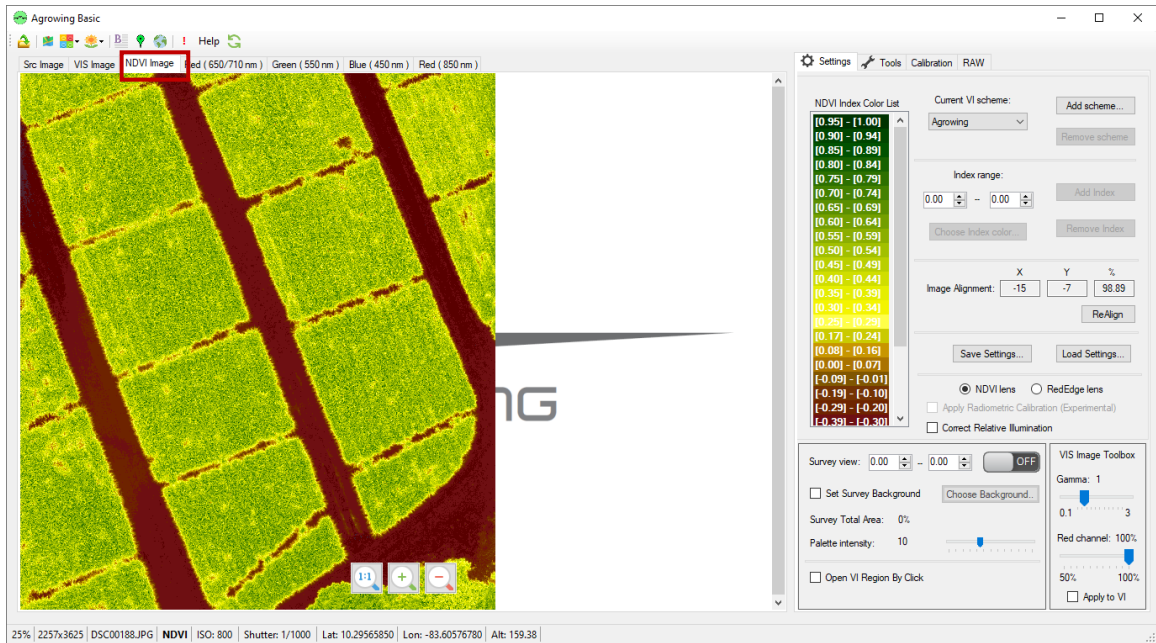 Agrowing Basic
Help
Src Image VIS Image NDVI Image Red ( 650/710 nm ) Green ( 550 nm ) Blue ( 450 nm ) Red ( 850 nm )
Settings Tools Calibration RAW
NDVI Index Color List
[0.95] - [1.00]
[0.90] - [0.94]
[0.85] - [0.89]
[0.80] - [0.84]
[0.75] - [0.79]
[0.70] - [0.74]
[0.65] - [0.69]
[0.60] - [0.64]
[0.55] - [0.59]
[0.50] - [0.54]
[0.45] - [0.49]
[0.40] - [0.44]
[0.35] - [0.39]
[0.30] - [0.34]
[0.25] - [0.29]
[0.17] - [0.24]
[0.08] - [0.16]
[0.00] - [0.07]
[-0.09] - [-0.01]
[-0.19] - [-0.10]
[-0.29] - [-0.20]
[-0.39] - [-0.30]
Current VI scheme:
Agrowing
Add scheme...
Remove scheme
Index range:
0.00 - 0.00
Add Index
Choose Index color...
Remove Index
X Y %
Image Alignment: -15 -7 98.89
ReAlign
Save Settings... Load Settings...
NDVI lens RedEdge lens
Apply Radiometric Calibration (Experimental)
Correct Relative Illumination
NG
Survey view: 0.00 - 0.00 OFF
Set Survey Background Choose Background..
Survey Total Area: 0%
Palette intensity: 10
Open VI Region By Click
VIS Image Toolbox
Gamma: 1
0.1 3
Red channel: 100%
50% 100%
Apply to VI
1:1
25% 2257x3625 DSC00188.JPG NDVI ISO: 800 Shutter: 1/1000 Lat: 10.29565850 Lon: -83.60576780 Alt: 159.38